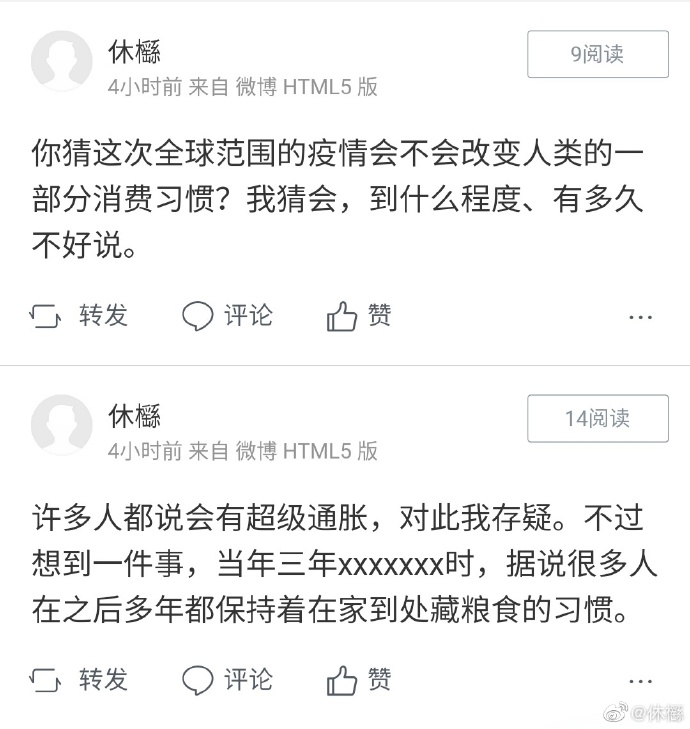 休檭
9阅读
4小时前 来自 微博 HTML5 版
你猜这次全球范围的疫情会不会改变人类的一
部分消费习惯？我猜会，到什么程度、有多久
不好说。
转发 评论 赞 ...
休檭
14阅读
4小时前 来自 微博 HTML5 版
许多人都说会有超级通胀，对此我存疑。不过
想到一件事，当年三年xxxxxxx时，据说很多人
在之后多年都保持着在家到处藏粮食的习惯。
转发 评论 赞 ...
@休檭